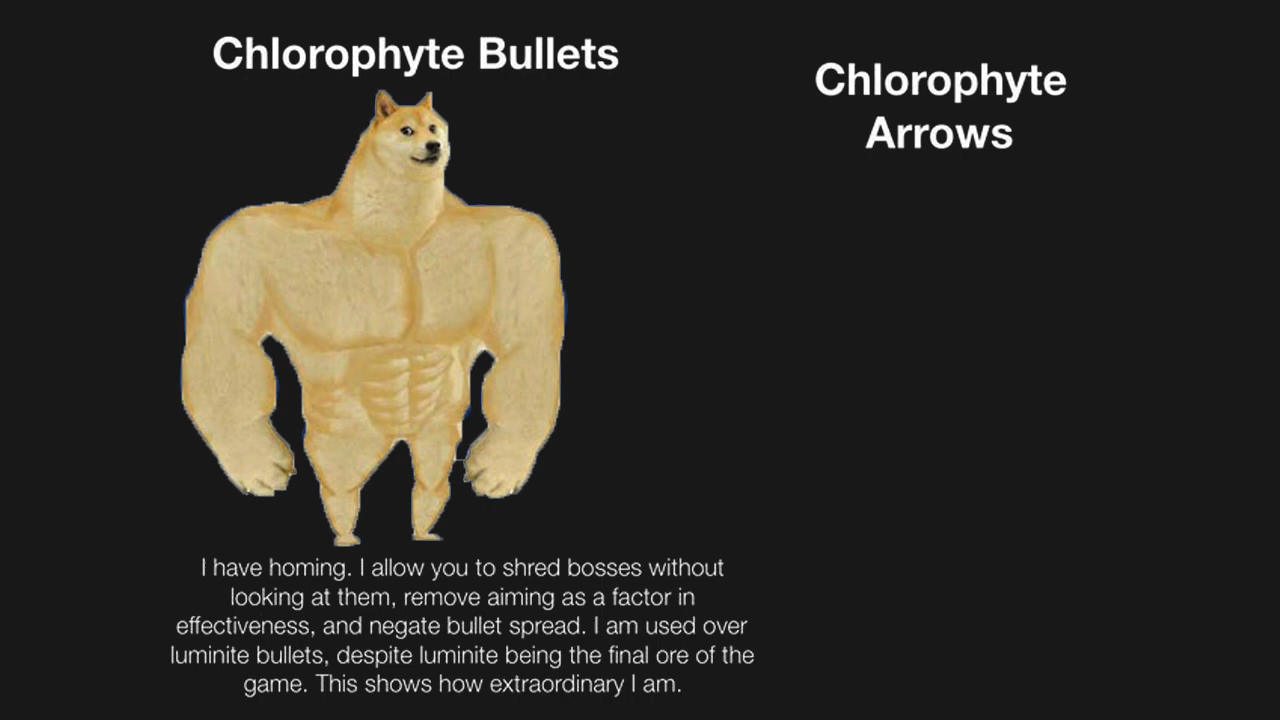 Chlorophyte Bullets
Chlorophyte
Arrows
I have homing. I allow you to shred bosses without
looking at them, remove aiming as a factor in
effectiveness, and negate bullet spread. I am used over
luminite bullets, despite luminite being the final ore of the
game. This shows how extraordinary I am.